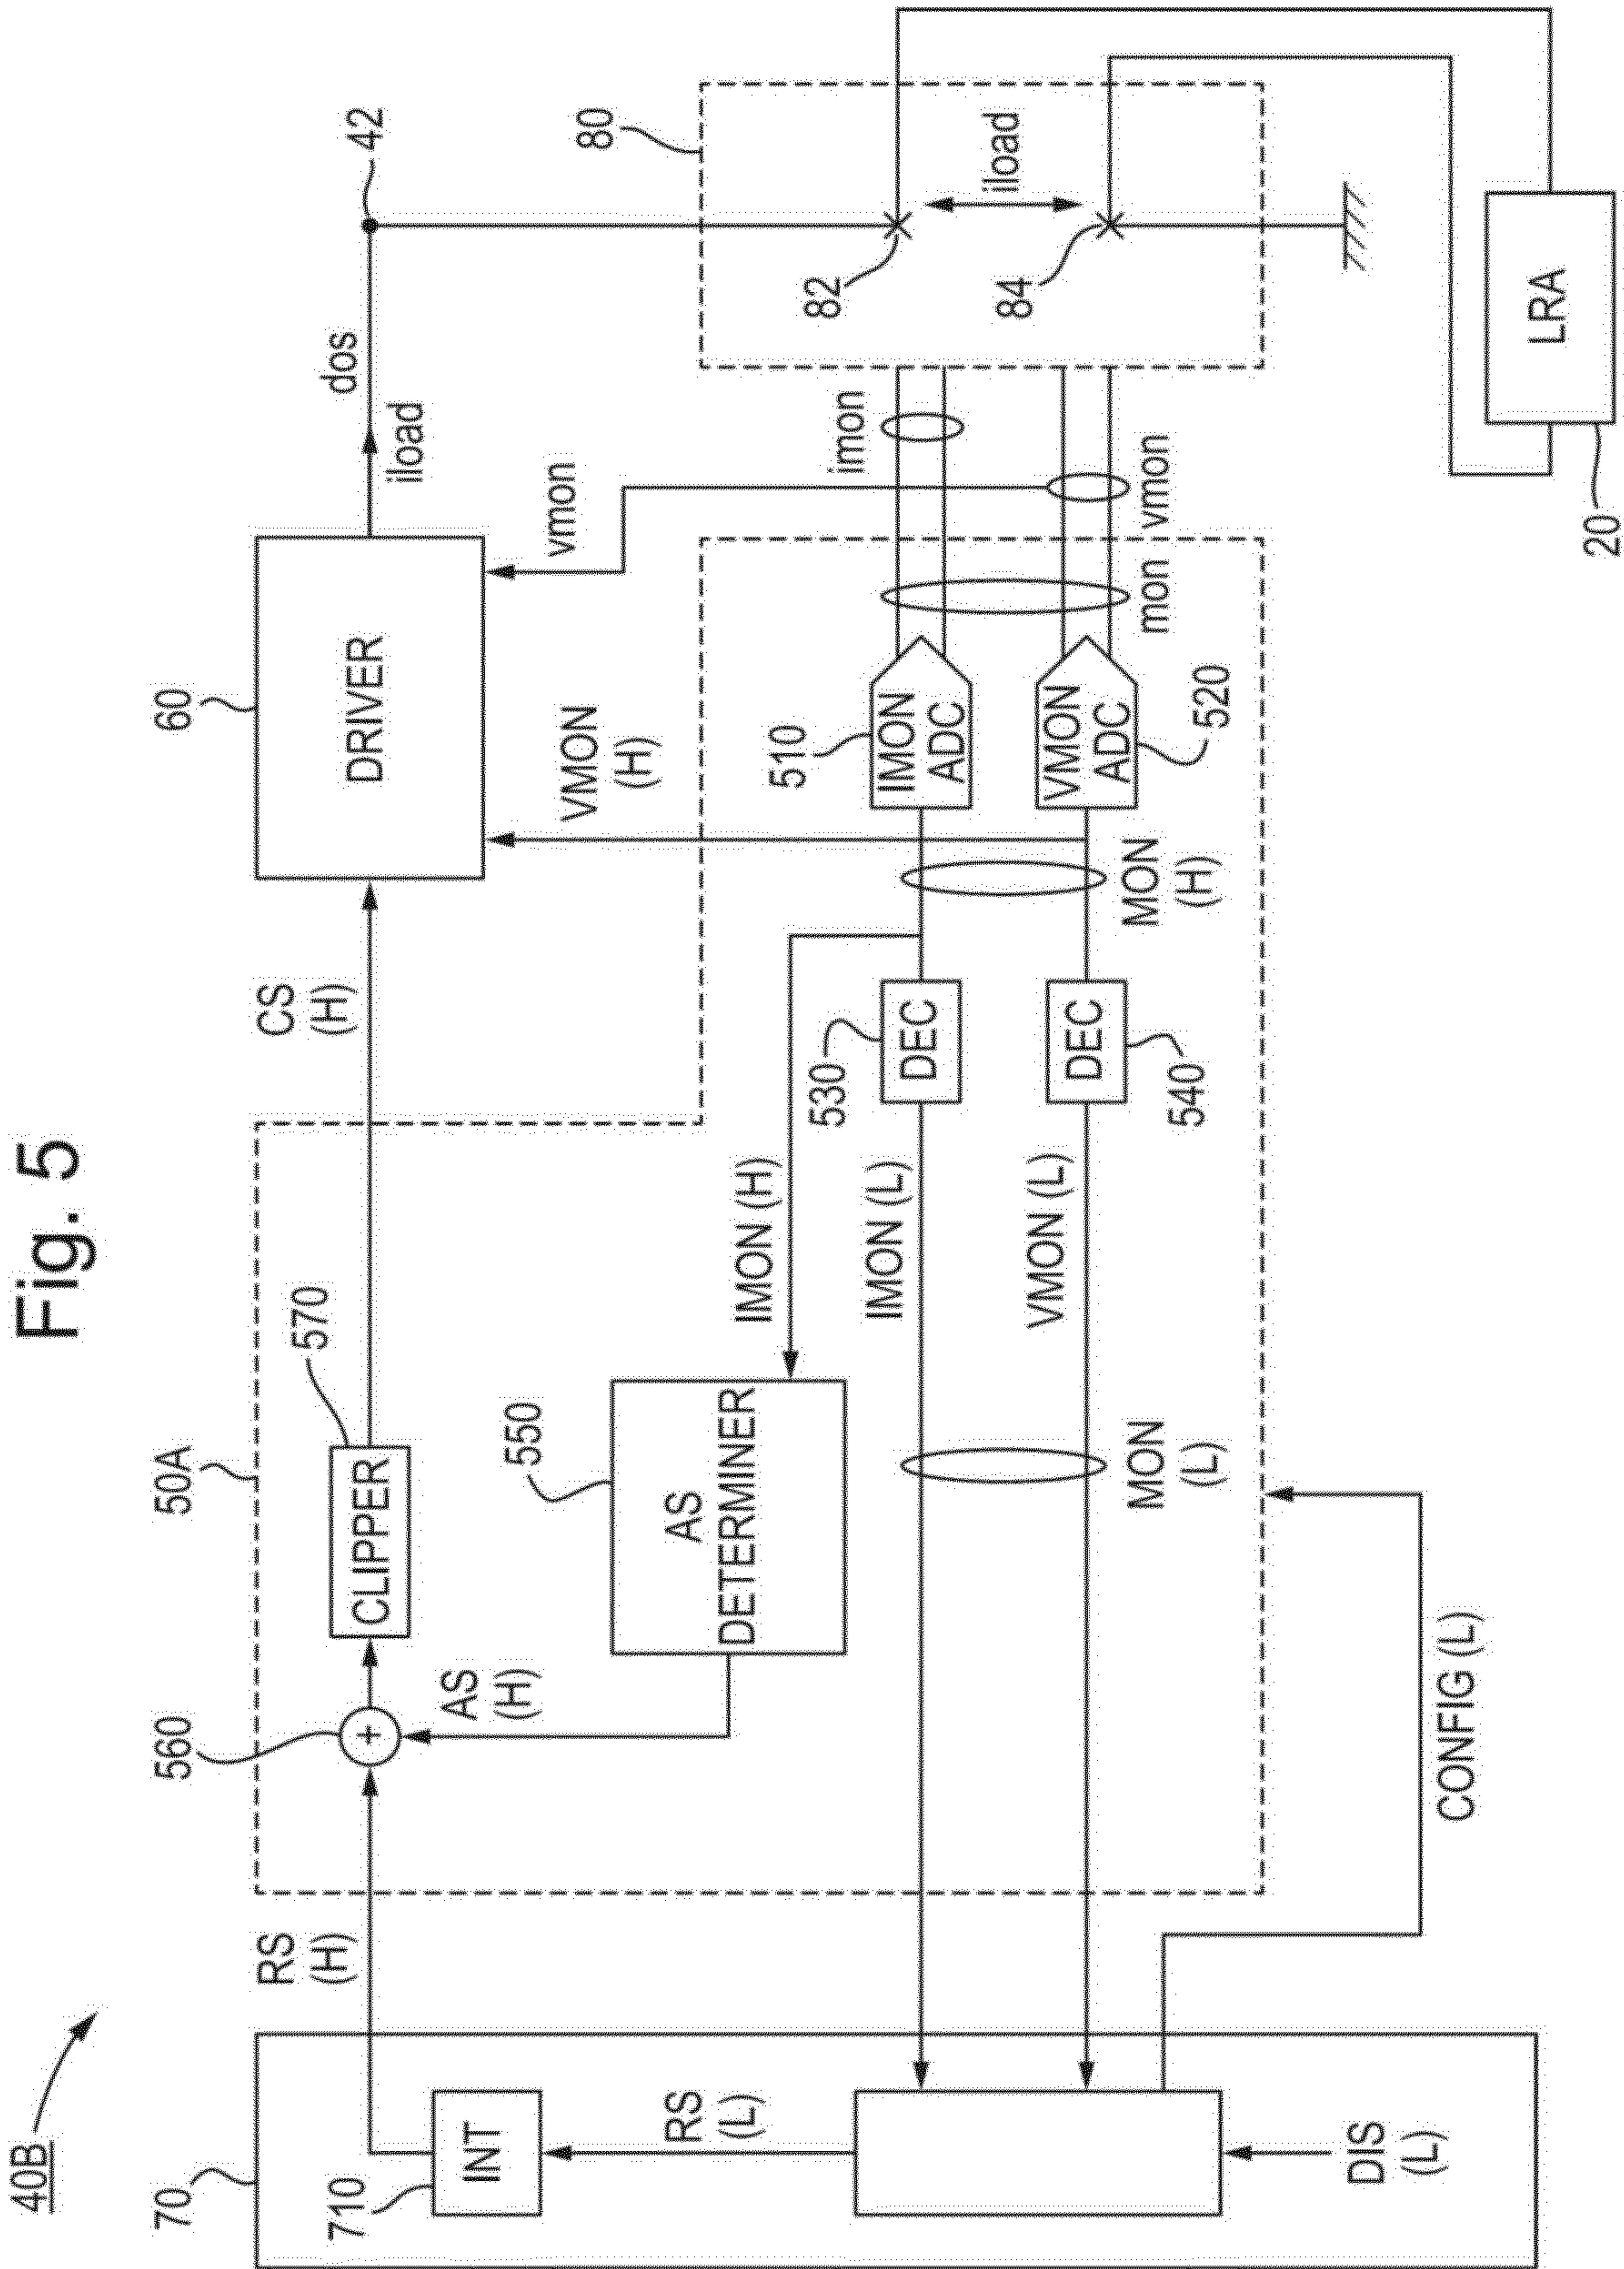 Fig. 5
40B
70
50A
60
42
RS
(H)
560
570
CLIPPER
CS
(H)
DRIVER
dos
iload
710
INT
+
AS
(H)
550
AS
DETERMINER
VMON
(H)
vmon
80
RS
(L)
IMON (H)
530
DEC
510
IMON
ADC
imon
82
iload
IMON (L)
VMON (L)
540
DEC
VMON
ADC
520
84
MON
(L)
MON
(H)
mon
vmon
DIS
(L)
CONFIG (L)
20
LRA